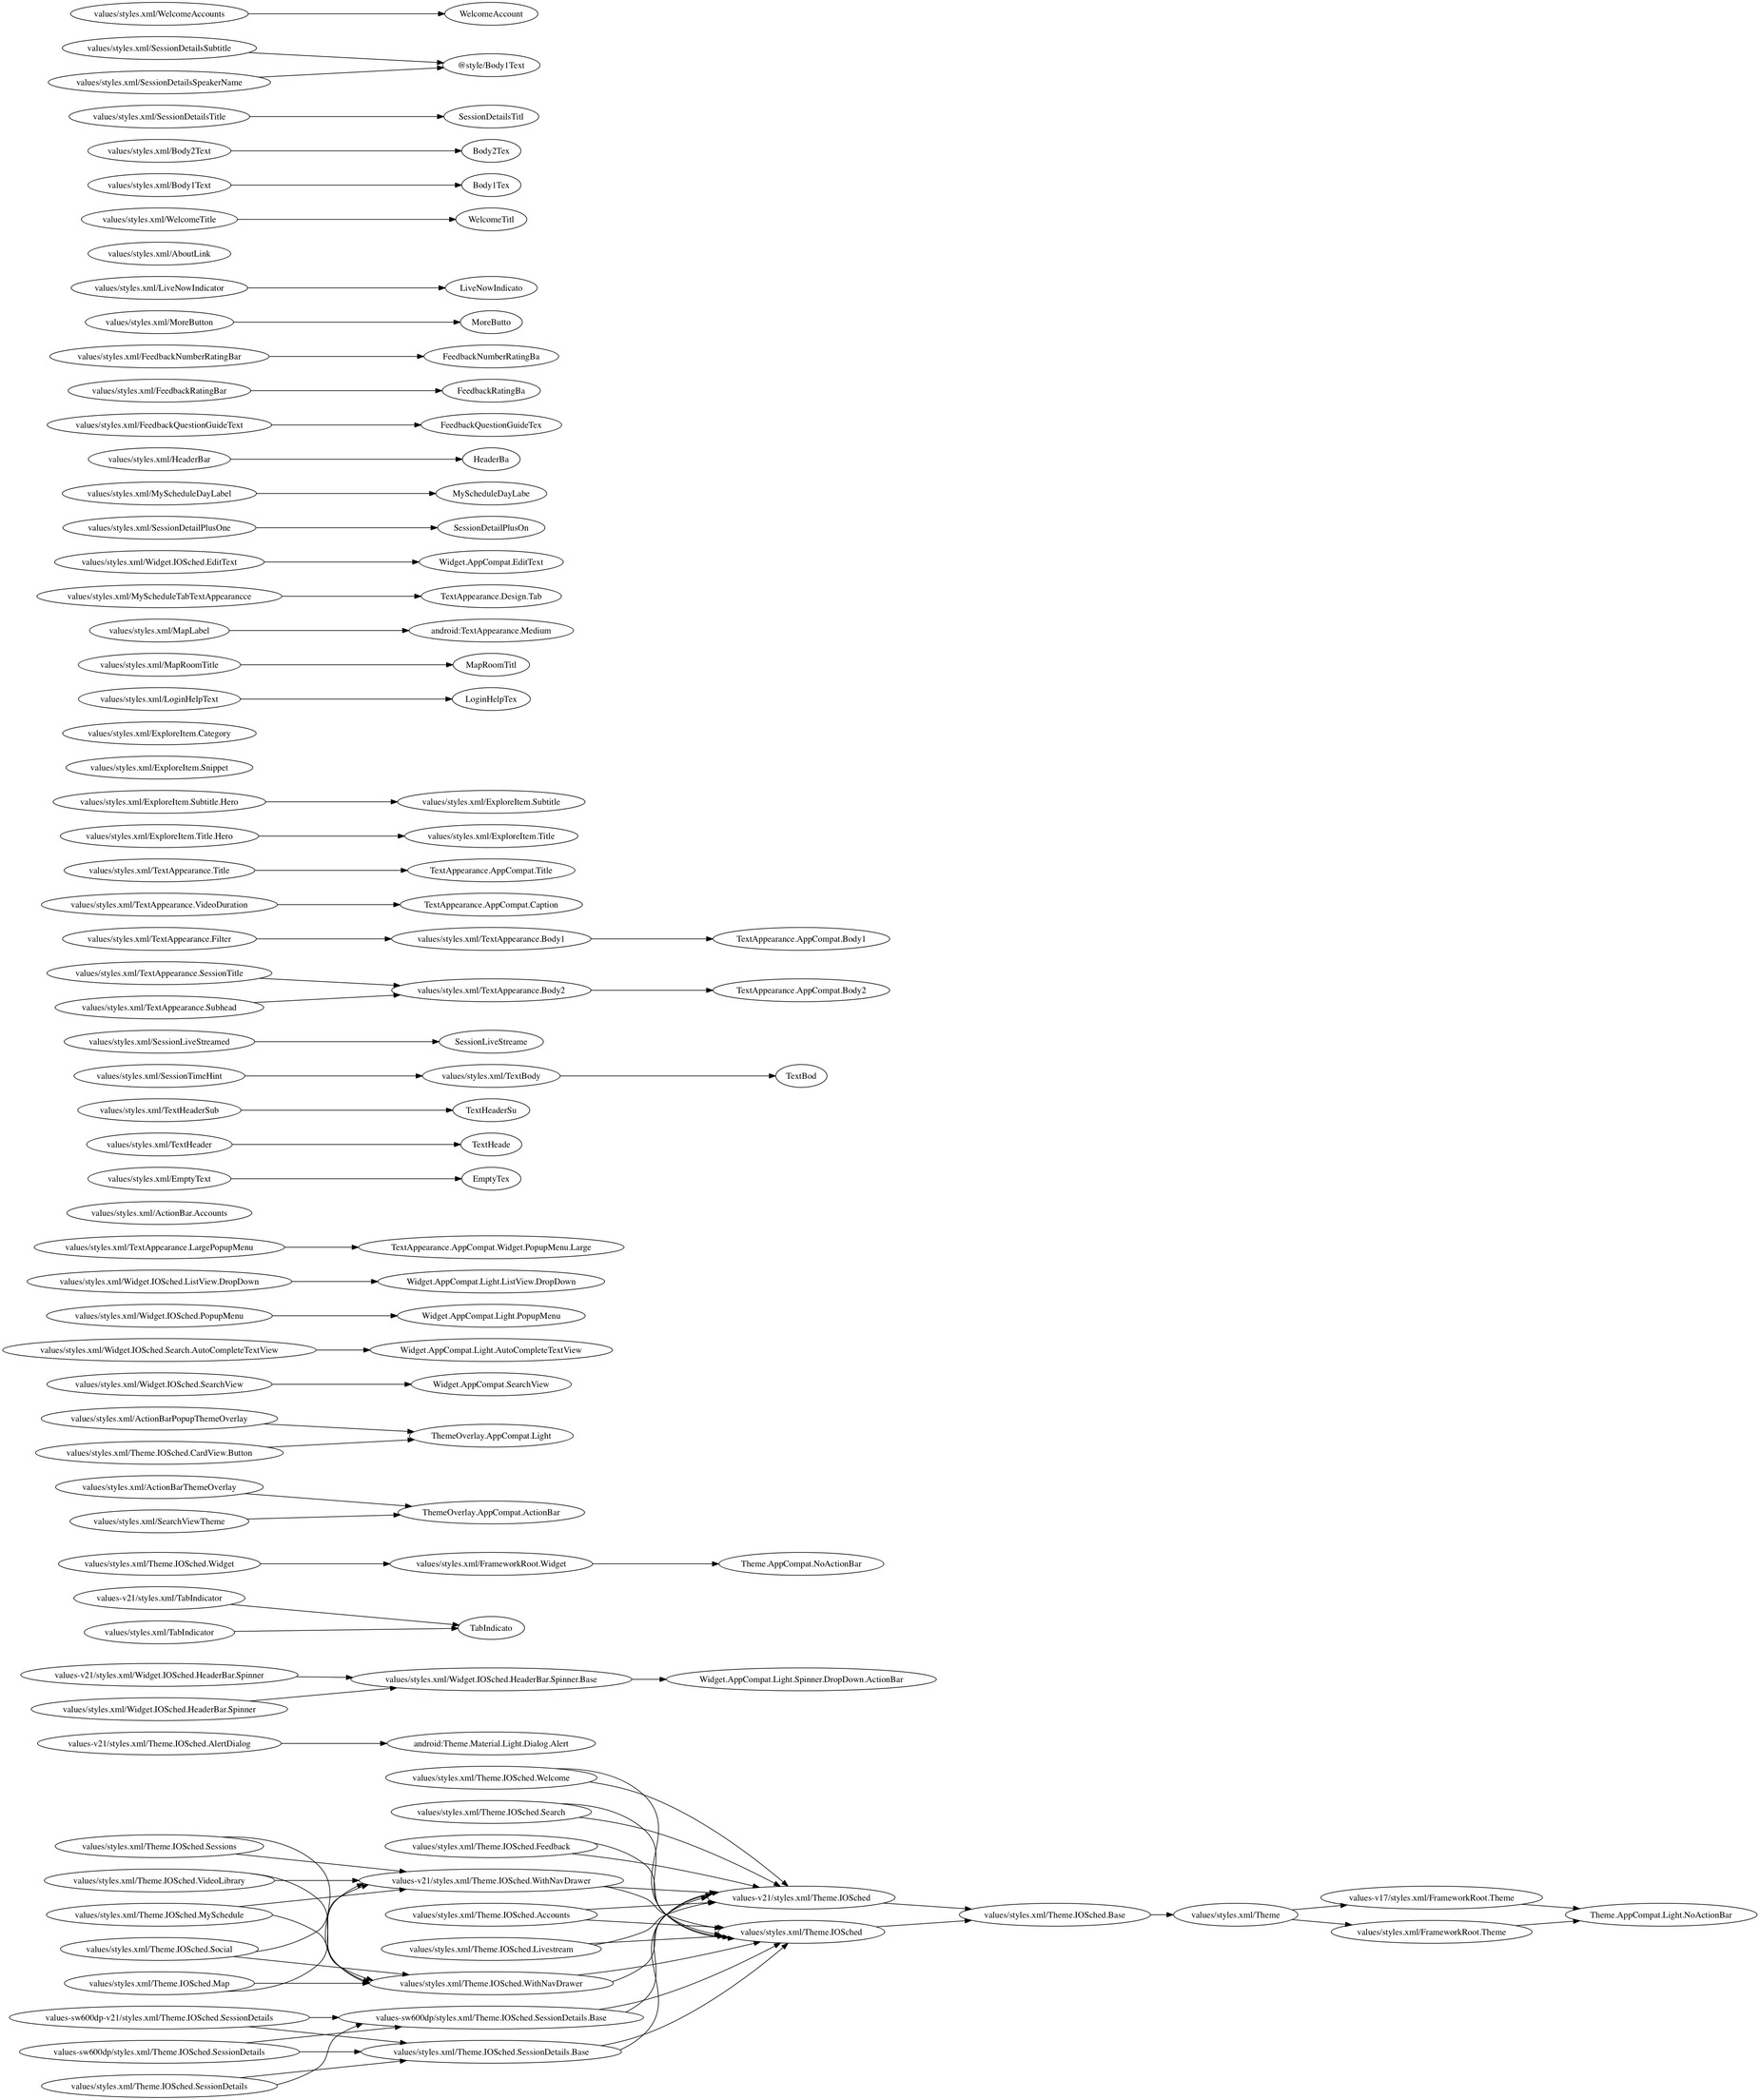 values/styles.xml/WelcomeAccounts
WelcomeAccount
values/styles.xml/SessionDetailsSubtitle
@style/Body1Text
values/styles.xml/SessionDetailsSpeakerName
values/styles.xml/SessionDetailsTitle
SessionDetailsTitl
values/styles.xml/Body2Text
Body2Tex
values/styles.xml/Body1Text
Body1Tex
values/styles.xml/WelcomeTitle
WelcomeTitl
values/styles.xml/AboutLink
values/styles.xml/LiveNowIndicator
LiveNowIndicato
values/styles.xml/MoreButton
MoreButto
values/styles.xml/FeedbackNumberRatingBar
FeedbackNumberRatingBa
values/styles.xml/FeedbackRatingBar
FeedbackRatingBa
values/styles.xml/FeedbackQuestionGuideText
FeedbackQuestionGuideTex
values/styles.xml/HeaderBar
HeaderBa
values/styles.xml/MyScheduleDayLabel
MyScheduleDayLabe
values/styles.xml/SessionDetailPlusOne
SessionDetailPlusOn
values/styles.xml/Widget.IOSched.EditText
Widget.AppCompat.EditText
values/styles.xml/MyScheduleTabTextAppearancce
TextAppearance.Design.Tab
values/styles.xml/MapLabel
android:TextAppearance.Medium
values/styles.xml/MapRoomTitle
MapRoomTitl
values/styles.xml/LoginHelpText
LoginHelpTex
values/styles.xml/ExploreItem.Category
values/styles.xml/ExploreItem.Snippet
values/styles.xml/ExploreItem.Subtitle.Hero
values/styles.xml/ExploreItem.Subtitle
values/styles.xml/ExploreItem.Title.Hero
values/styles.xml/ExploreItem.Title
values/styles.xml/TextAppearance.Title
TextAppearance.AppCompat.Title
values/styles.xml/TextAppearance.VideoDuration
TextAppearance.AppCompat.Caption
values/styles.xml/TextAppearance.Filter
values/styles.xml/TextAppearance.Body1
TextAppearance.AppCompat.Body1
values/styles.xml/TextAppearance.SessionTitle
values/styles.xml/TextAppearance.Body2
TextAppearance.AppCompat.Body2
values/styles.xml/TextAppearance.Subhead
values/styles.xml/SessionLiveStreamed
SessionLiveStreame
values/styles.xml/SessionTimeHint
values/styles.xml/TextBody
TextBod
values/styles.xml/TextHeaderSub
TextHeaderSu
values/styles.xml/TextHeader
TextHeade
values/styles.xml/EmptyText
EmptyTex
values/styles.xml/ActionBar.Accounts
values/styles.xml/TextAppearance.LargePopupMenu
TextAppearance.AppCompat.Widget.PopupMenu.Large
values/styles.xml/Widget.IOSched.ListView.DropDown
Widget.AppCompat.Light.ListView.DropDown
values/styles.xml/Widget.IOSched.PopupMenu
Widget.AppCompat.Light.PopupMenu
values/styles.xml/Widget.IOSched.Search.AutoCompleteTextView
Widget.AppCompat.Light.AutoCompleteTextView
values/styles.xml/Widget.IOSched.SearchView
Widget.AppCompat.SearchView
values/styles.xml/ActionBarPopupThemeOverlay
ThemeOverlay.AppCompat.Light
values/styles.xml/Theme.IOSched.CardView.Button
values/styles.xml/ActionBarThemeOverlay
ThemeOverlay.AppCompat.ActionBar
values/styles.xml/SearchViewTheme
values/styles.xml/Theme.IOSched.Widget
values/styles.xml/FrameworkRoot.Widget
Theme.AppCompat.NoActionBar
values-v21/styles.xml/TabIndicator
TabIndicato
values/styles.xml/TabIndicator
values-v21/styles.xml/Widget.IOSched.HeaderBar.Spinner
values/styles.xml/Widget.IOSched.HeaderBar.Spinner.Base
Widget.AppCompat.Light.Spinner.DropDown.ActionBar
values/styles.xml/Widget.IOSched.HeaderBar.Spinner
values-v21/styles.xml/Theme.IOSched.AlertDialog
android:Theme.Material.Light.Dialog.Alert
values/styles.xml/Theme.IOSched.Welcome
values/styles.xml/Theme.IOSched.Search
values/styles.xml/Theme.IOSched.Sessions
values/styles.xml/Theme.IOSched.Feedback
values/styles.xml/Theme.IOSched.VideoLibrary
values-v21/styles.xml/Theme.IOSched.WithNavDrawer
values-v21/styles.xml/Theme.IOSched
values-v17/styles.xml/FrameworkRoot.Theme
values/styles.xml/Theme.IOSched.MySchedule
values/styles.xml/Theme.IOSched.Accounts
values/styles.xml/Theme.IOSched.Base
values/styles.xml/Theme
Theme.AppCompat.Light.NoActionBar
values/styles.xml/Theme.IOSched
values/styles.xml/FrameworkRoot.Theme
values/styles.xml/Theme.IOSched.Social
values/styles.xml/Theme.IOSched.Livestream
values/styles.xml/Theme.IOSched.Map
values/styles.xml/Theme.IOSched.WithNavDrawer
values-sw600dp-v21/styles.xml/Theme.IOSched.SessionDetails
values-sw600dp/styles.xml/Theme.IOSched.SessionDetails.Base
values-sw600dp/styles.xml/Theme.IOSched.SessionDetails
values/styles.xml/Theme.IOSched.SessionDetails.Base
values/styles.xml/Theme.IOSched.SessionDetails